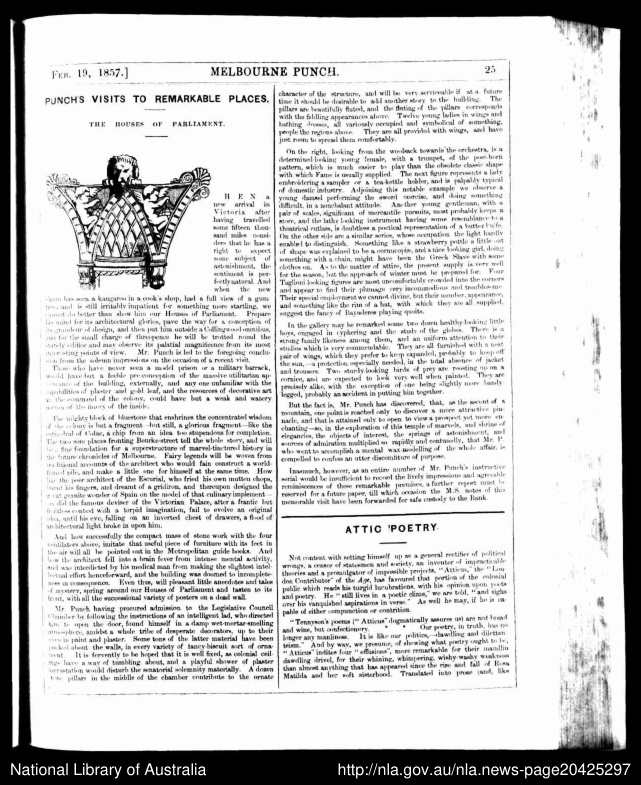 FEB. 19, 1857.]
MELBOURNE PUNCH.
25
PUNCH'S VISITS TO REMARKABLE PLACES.
THE HOUSES OF PARLIAMENT.
WHEN a
new arrival in
Victoria after
having travelled
some fifteen thou-
sand miles consi-
ders that he has a
right to expect
some subject of
astonishment, the
sentiment is per-
fectly natural. And
when the new
has seen a kangaroo in a cook's shop, had a full view of a gum-
and is still irritably impatient for something more startling, we
do better than show him our Houses of Parliament. Prepare
his mind for its architectural glories, pave the way for a conception of
grandeur of design, and then put him outside a Collingwood omnibus,
and for the small charge of threepence he will be trotted round the
stately edifice and may observe its palatial magnificence from its most
interesting points of view. Mr. Punch is led to the foregoing conclu-
sion from the solemn impressions on the occasion of a recent visit.
Those who have never seen a model prison or a military barrack,
would have but a feeble pre-conception of the massive utilitarian ap-
pearance of the building, externally, and any one unfamiliar with the
capabilities of plaster and gold leaf, and the resources of decorative art
at the command of the colony, could have but a weak and watery
notion of the finery of the inside.
The mighty block of bluestone that enshrines the concentrated wisdom
of the colony is but a fragment—but still, a glorious fragment—like the
cathedral of Colne, a chip from an idea too stupendous for completion.
The two sore places fronting Bourke-street tell the whole story, and will
be a fine foundation for a superstructure of marvel-tinctured history in
the future chronicles of Melbourne. Fairy legends will be woven from
traditional accounts of the architect who would fain construct a world-
famed pile, and make a little one for himself at the same time. How
like the poor architect of the Escurial, who fried his own mutton chops,
burnt his fingers, and dreamt of a gridiron, and thereupon designed the
great granite wonder of Spain on the model of that culinary implement—
so did the famous deviser of the Victorian Palace, after a frantic but
fruitless contest with a torpid imagination, fail to evolve an original
idea, until his eye, falling on an inverted chest of drawers, a flood of
architectural light broke in upon him.
And how successfully the compact mass of stone work with the four
ventilators above, imitate that useful piece of furniture with its feet in
the air will all be pointed out in the Metropolitan guide books. And
how the architect fell into a brain fever from intense mental activity,
and was interdicted by his medical man from making the slightest intel-
lectual effort henceforward, and the building was doomed to incomplete-
ness in consequence. Even thus, will pleasant little anecdotes and tales
of mystery, spring around our Houses of Parliament and fasten to its
front, with all the successional variety of posters on a dead wall.
Mr. Punch having procured admission to the Legislative Council
Chamber by following the instructions of an intelligent lad, who directed
him to open the door, found himself in a damp and mortar-smelling
atmosphere, amidst a whole tribe of desperate decorators, up to their
eyes in paint and plaster. Some tons of the latter material have been
pecked about the walls, in every variety of fancy-biscuit sort of orna-
ment. It is fervently to be hoped that it is well fixed, as colonial ceil-
ings have a way of tumbling about, and a playful shower of plaster
incrustation would disturb the senatorial solemnity materially. A dozen
pillars in the middle of the chamber contribute to the ornate
character of the structure, and will be very serviceable if at a future
time it should be desirable to add another story to the building. The
pillars are beautifully fluted, and the fluting of the pillars corresponds
with the fiddling appearances above. Twelve young ladies in wings and
bathing dresses, all variously occupied and symbolical of something,
people the regions above. They are all provided with wings, and have
just room to spread them comfortably.
On the right, looking from the woolsack towards the orchestra, is a
determined-looking young female, with a trumpet, of the post-horn
pattern, which is much easier to play than the obsolete classic shape
with which Fame is usually supplied. The next figure represents a lady
embroidering a sampler or a tea-kettle holder, and is palpably typical
of domestic industry. Adjoining this notable example we observe a
young damsel performing the sword exercise, and doing something
difficult, in a nonchalant attitude. Another young gentleman, with a
pair of scales, significant of mercantile pursuits, most probably keeps a
store, and the lathy looking instrument having some resemblance to a
theatrical cutlass, is doubtless a poetical representation of a butter knife.
On the other side are a similar series, whose occupation the light hardly
enabled to distinguish. Something like a strawberry pottle a little out
of shape was explained to be a cornucopia, and a nice looking girl, doing
something with a chain, might have been the Greek Slave with some
clothes on. As to the matter of attire, the present supply is very well
for the season, but the approach of winter must be prepared for. Four
Taglioni looking figures are most uncomfortably crowded into the corners
and appear to find their plumage very incommodious and troublesome.
Their special employment we cannot divine, but their number, appearance,
and something like the rim of a hat, with which they are all supplied,
suggest the fancy of Bayaderes playing quoits.
In the gallery may be remarked some two dozen healthy-looking little
boys, engaged in cyphering and the study of the globes. There is a
strong family likeness among them, and an uniform attention to their
studies which is very commendable. They are all furnished with a neat
pair of wings, which they prefer to keep expanded, probably to keep off
the sun,—a protection especially needed, in the total absence of jacket
and trousers. Two sturdy-looking birds of prey are roosting up on a
cornice, and are expected to look very well when painted. They are
precisely alike, with the exception of one being slightly more bandy-
legged, probably an accident in putting him together.
But the fact is, Mr. Punch has discovered, that, as the ascent of a
mountain, one point is reached only to discover a more attractive pin-
nacle, and that is attained only to open to view a prospect yet more en-
chanting—so, in the exploration of this temple of marvels, and shrine of
elegancies, the objects of interest, the springs of astonishment, and
sources of admiration multiplied so rapidly and continually, that Mr. P.
who went to accomplish a mental wax-modelling of the whole affair, is
compelled to confess an utter discomfiture of purpose.
Inasmuch, however, as an entire number of Mr. Punch's instructive
serial would be insufficient to record the lively impressions and agreeable
reminiscences of these remarkable premises, a further report must be
reserved for a future paper, till which occasion the M.S. notes of this
memorable visit have been forwarded for safe custody to the Bank.
ATTIC POETRY.
Not content with setting himself up as a general rectifier of political
wrongs, a censor of statesmen and society, an inventor of impracticable
theories and a promulgator of impossible projects, "Atticus," the "Lon-
don Contributor" of the Age, has favoured that portion of the colonial
public which reads his turgid lucubrations, with his opinion upon poets
and poetry. He "still lives in a poetic clime," we are told, "and sighs
over his vanquished aspirations in verse." As well he may, if he is ca-
pable of either compunction or contrition.
"Tennyson's poems ("Atticus" dogmatically assures us) are not bread
and wine, but confectionery. * Our poetry, in truth, has no
longer any manliness. It is like our politics,—dawdling and dilettan-
teism." And by way, we presume, of showing what poetry ought to be,
"Atticus" indites four "effusions", more remarkable for their maudlin
dawdling drivel, for their whining, whimpering, wishy-washy weakness
than almost anything that has appeared since the rise and fall of Rosa
Matilda and her soft sisterhood. Translated into prose (and, like
National Library of Australia
http://nla.gov.au/nla.news-page20425297